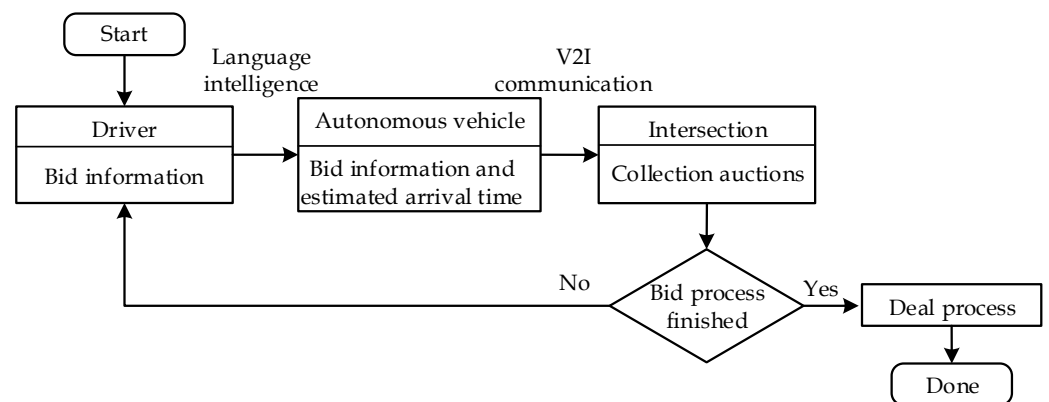 Start
Language
intelligence
V2I
communication
Driver
Bid information
Autonomous vehicle
Bid information and
estimated arrival time
Intersection
Collection auctions
No
Bid process
finished
Yes
Deal process
Done